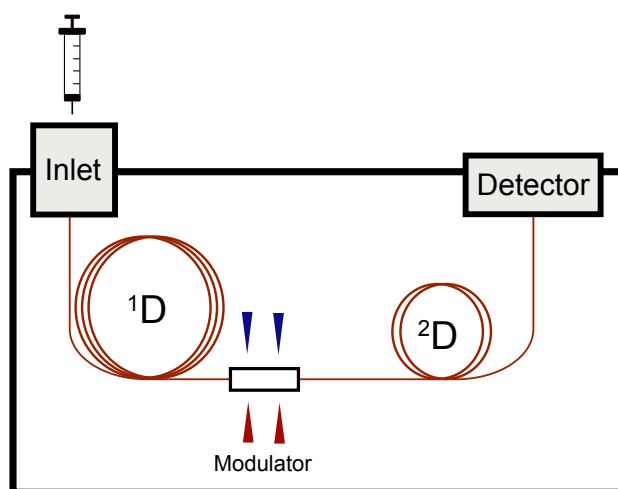 Inlet
Detector
¹D
²D
Modulator